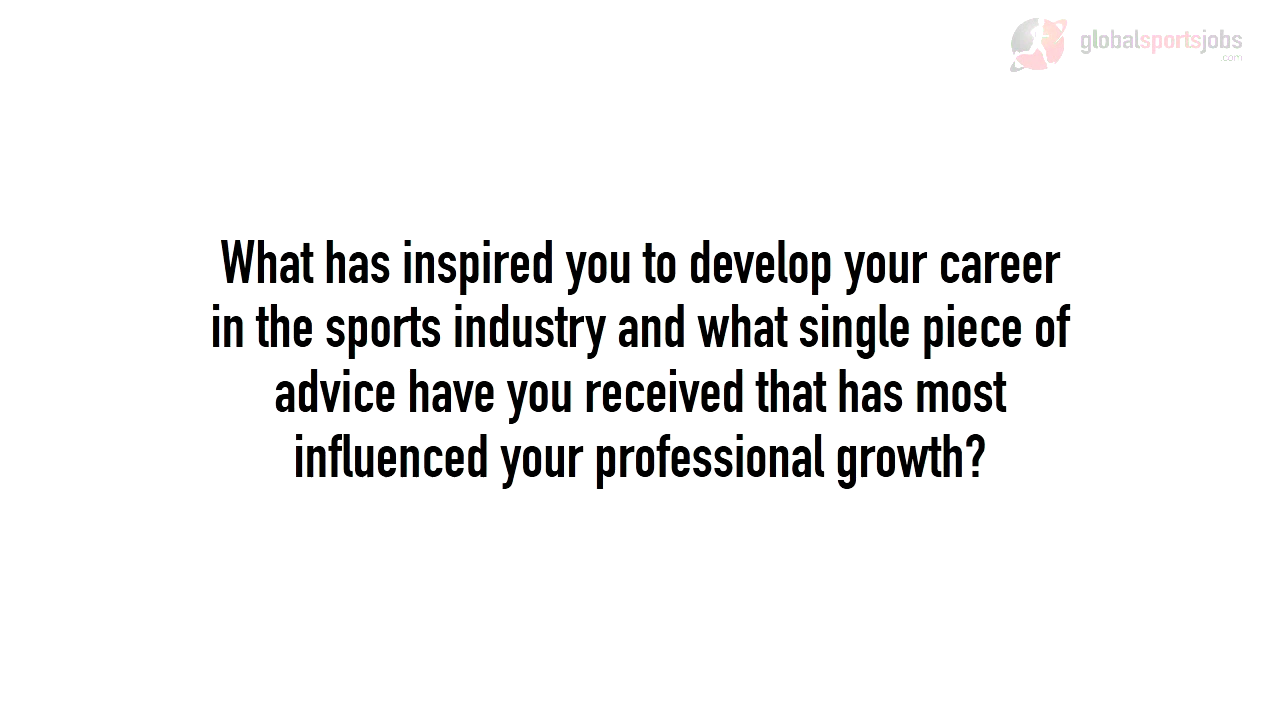 globalsportsjobs
.com
What has inspired you to develop your career
in the sports industry and what single piece of
advice have you received that has most
influenced your professional growth?